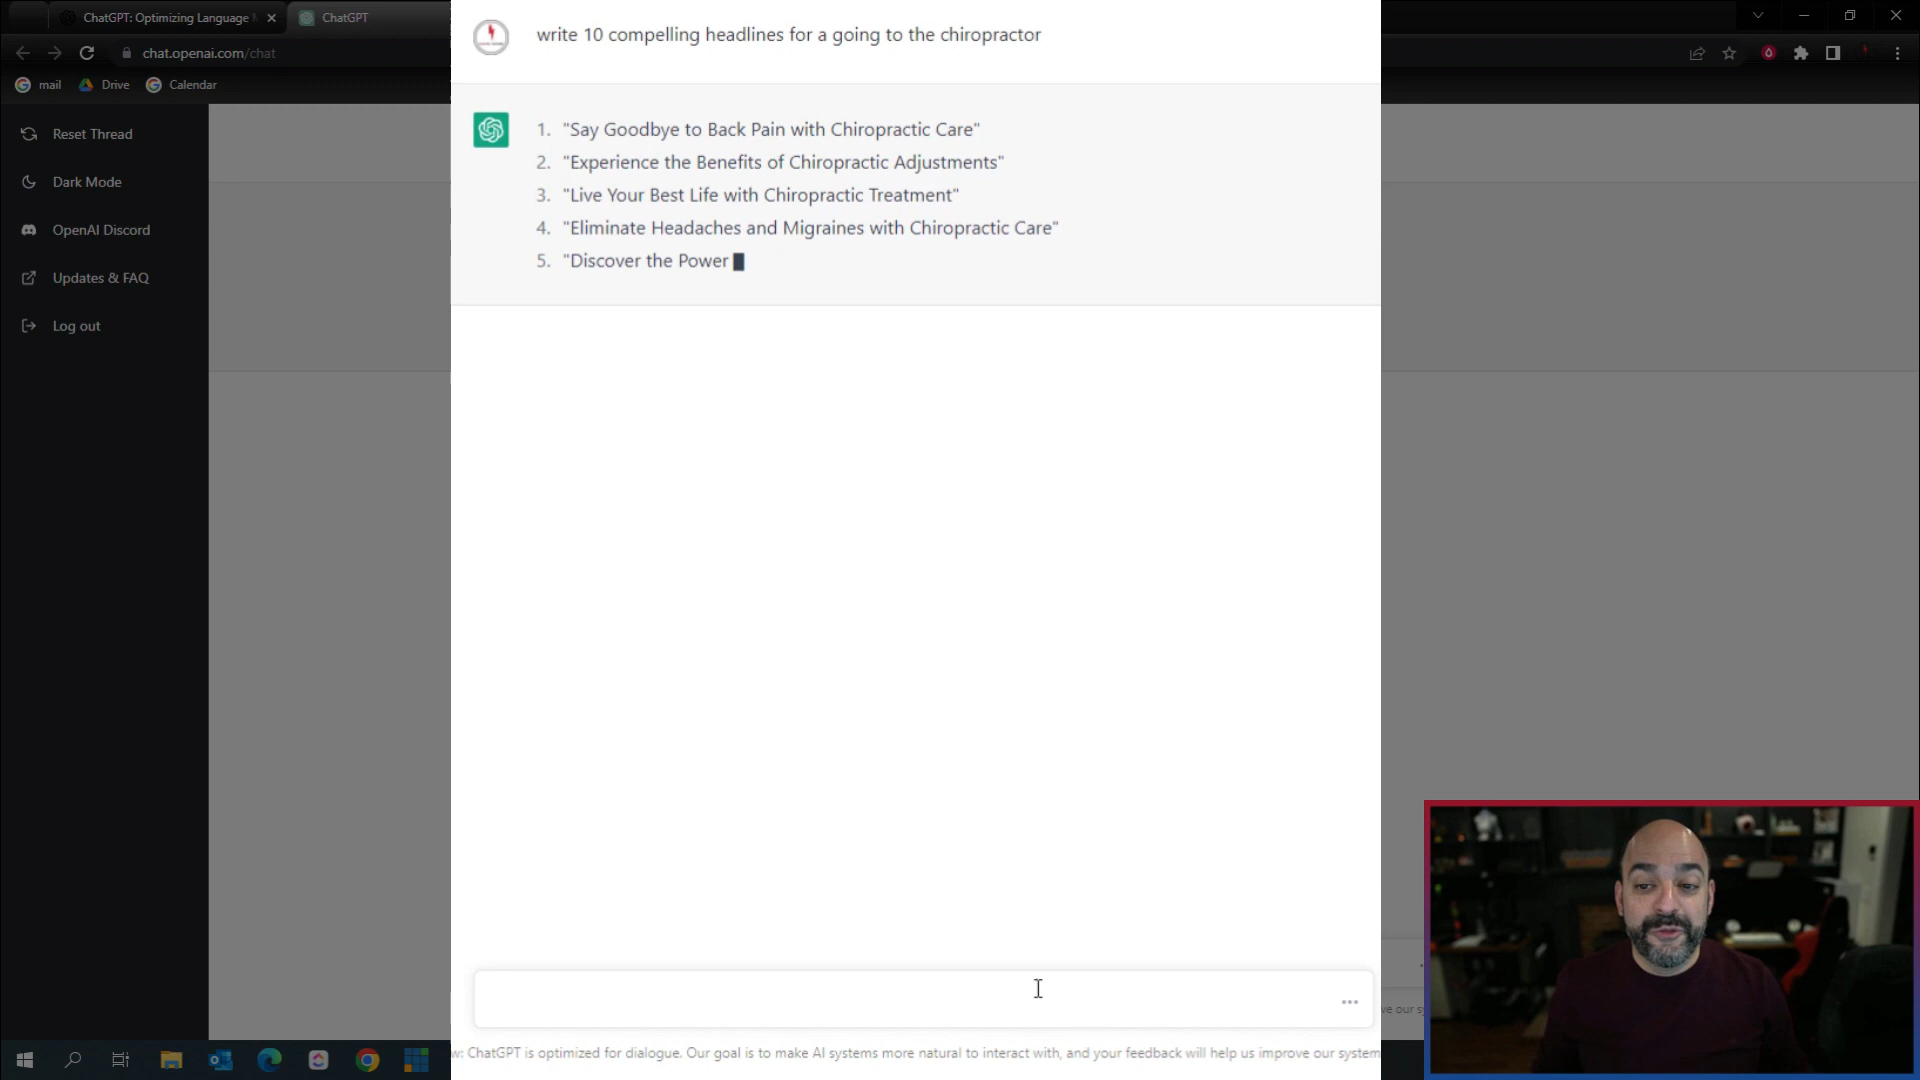 ChatGPT: Optimizing Language
ChatGPT
chat.openai.com/chat
mail
Drive
Calendar
Reset Thread
Dark Mode
OpenAI Discord
Updates & FAQ
Log out
write 10 compelling headlines for a going to the chiropractor
1. "Say Goodbye to Back Pain with Chiropractic Care"
2. "Experience the Benefits of Chiropractic Adjustments"
3. "Live Your Best Life with Chiropractic Treatment"
4. "Eliminate Headaches and Migraines with Chiropractic Care"
5. "Discover the Power
w: ChatGPT is optimized for dialogue. Our goal is to make AI systems more natural to interact with, and your feedback will help us improve our system
ve our s